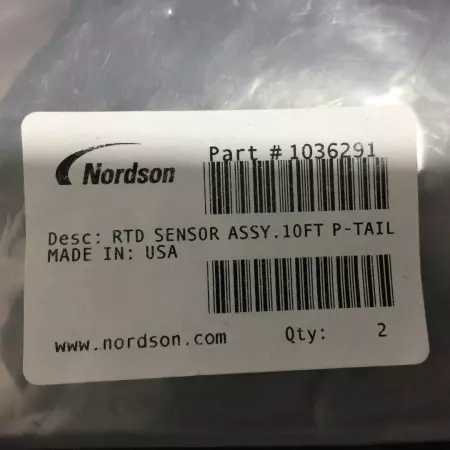 Nordson
Part # 1036291
Desc: RTD SENSOR ASSY.10FT P-TAIL
MADE IN: USA
www.nordson.com Qty: 2